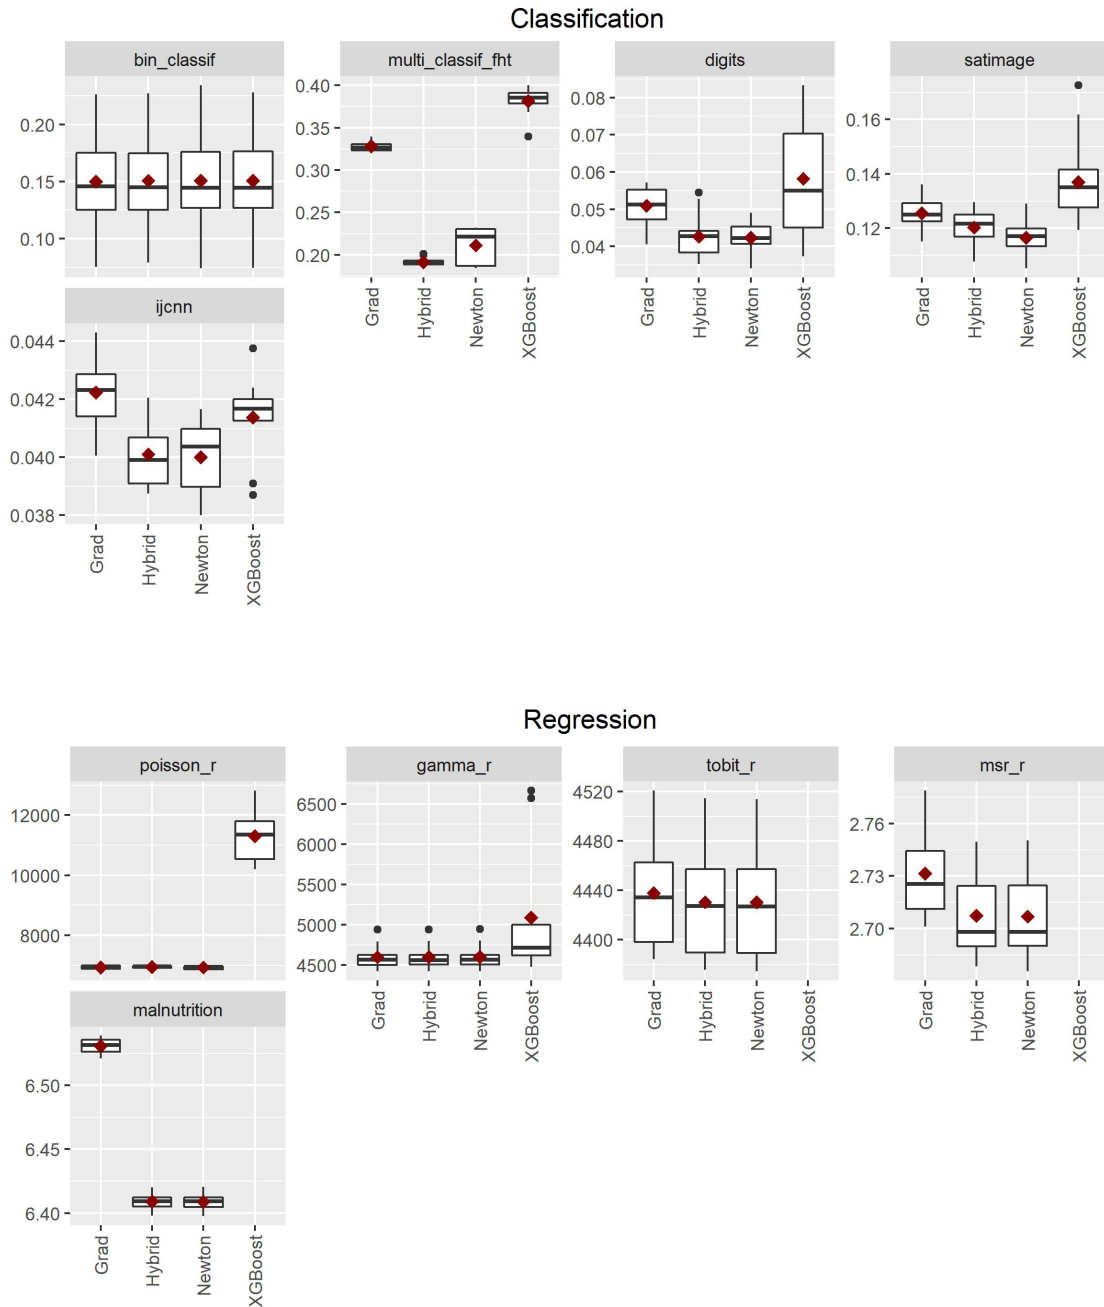 Classification
bin_classif
0.20
0.15
0.10
multi_classif_fht
0.40
0.35
0.30
0.25
0.20
Grad
Hybrid
Newton
XGBoost
digits
0.08
0.07
0.06
0.05
0.04
Grad
Hybrid
Newton
XGBoost
satimage
0.16
0.14
0.12
Grad
Hybrid
Newton
XGBoost
ijcnn
0.044
0.042
0.040
0.038
Grad
Hybrid
Newton
XGBoost
Regression
poisson_r
12000
10000
8000
gamma_r
6500
6000
5500
5000
4500
Grad
Hybrid
Newton
XGBoost
tobit_r
4520
4480
4440
4400
Grad
Hybrid
Newton
XGBoost
msr_r
2.76
2.73
2.70
Grad
Hybrid
Newton
XGBoost
malnutrition
6.50
6.45
6.40
Grad
Hybrid
Newton
XGBoost